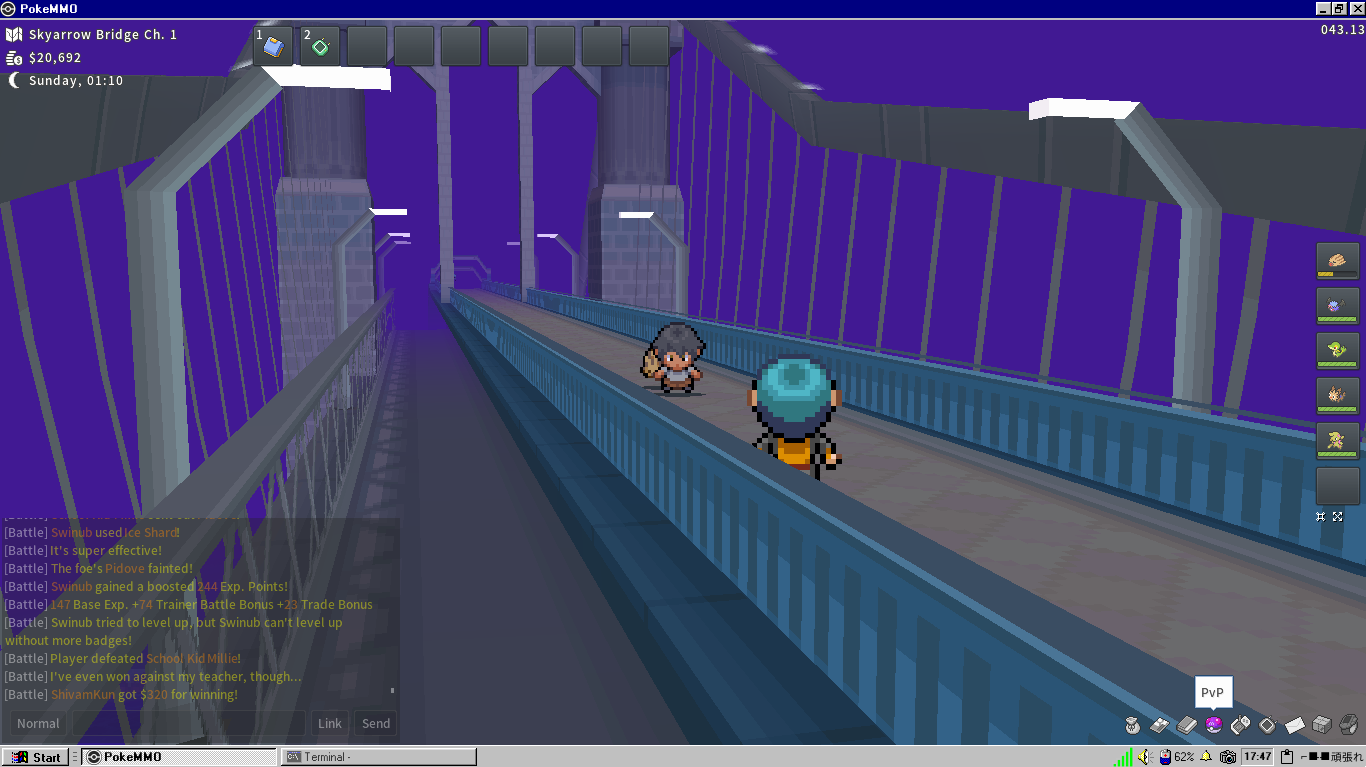 PokeMMO
Skyarrow Bridge Ch. 1
$20,692
Sunday, 01:10
1
2
043.13
[Battle] Swinub used Ice Shard!
[Battle] It's super effective!
[Battle] The foe's Pidove fainted!
[Battle] Swinub gained a boosted 244 Exp. Points!
[Battle] 147 Base Exp. +74 Trainer Battle Bonus +23 Trade Bonus
[Battle] Swinub tried to level up, but Swinub can't level up
without more badges!
[Battle] Player defeated School Kid Millie!
[Battle] I've even won against my teacher, though...
[Battle] ShivamKun got $320 for winning!
Normal
Link
Send
PvP
Start
PokeMMO
Terminal -
62%
17:47
頑張れ